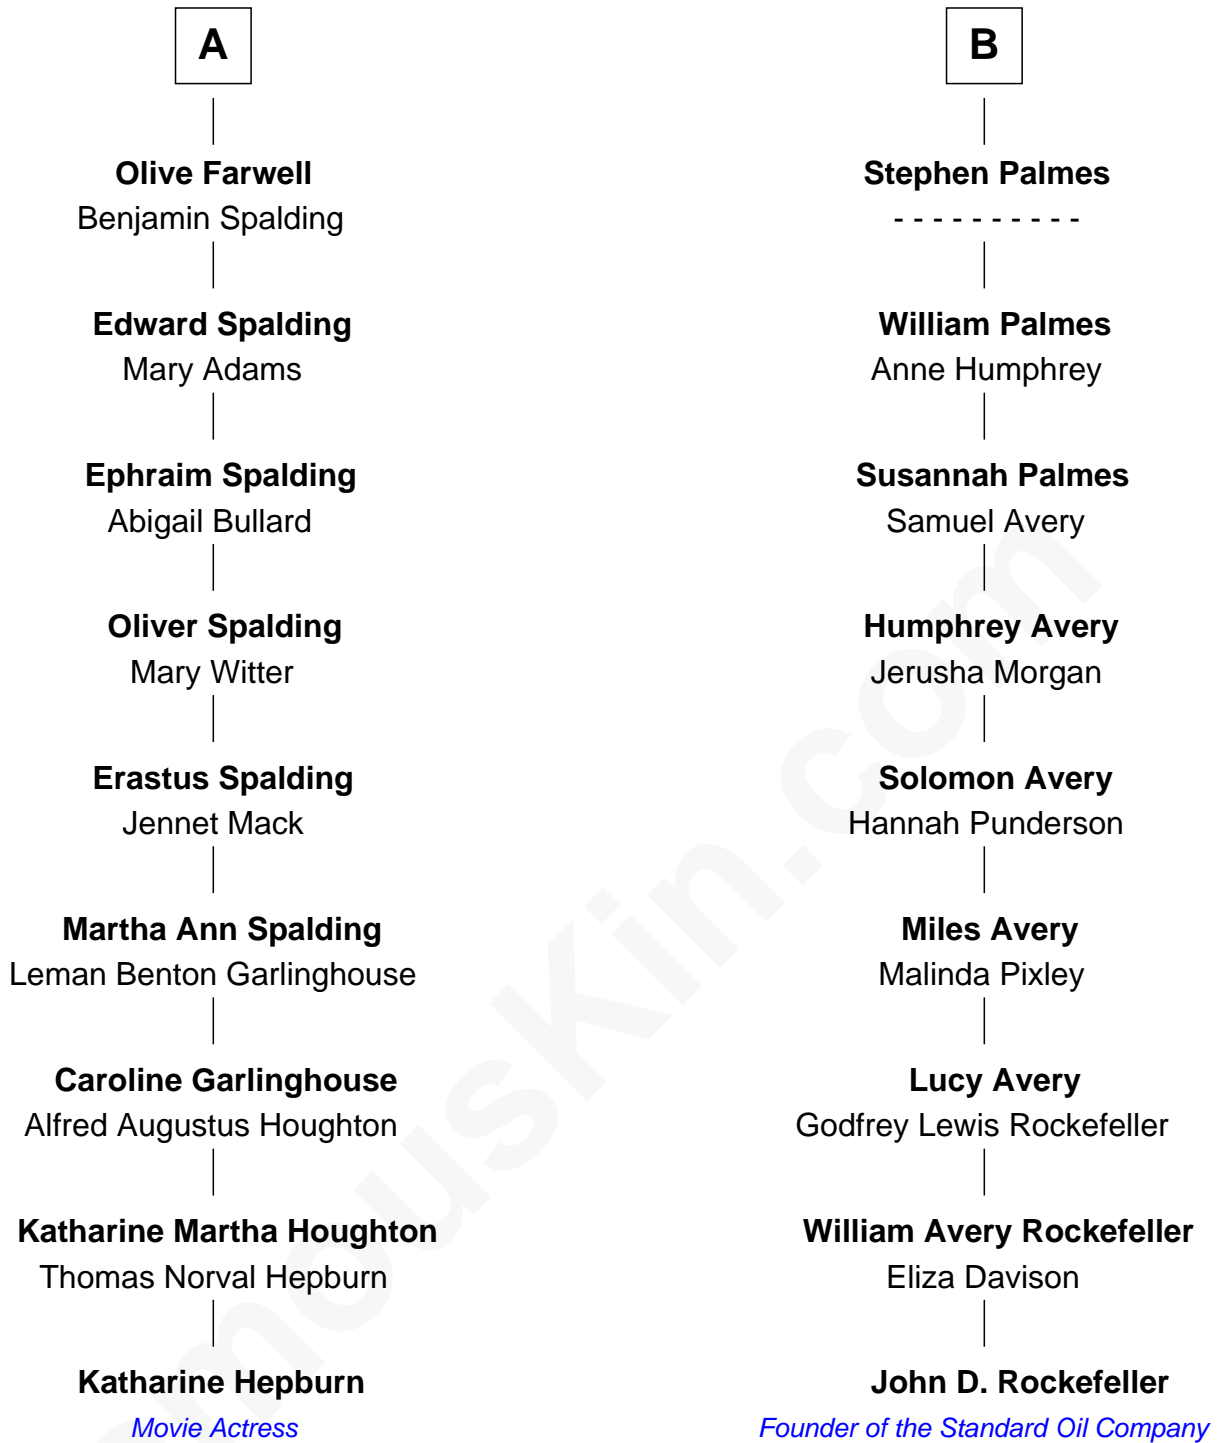 A
Olive Farwell
Benjamin Spalding
Edward Spalding
Mary Adams
Ephraim Spalding
Abigail Bullard
Oliver Spalding
Mary Witter
Erastus Spalding
Jennet Mack
Martha Ann Spalding
Leman Benton Garlinghouse
Caroline Garlinghouse
Alfred Augustus Houghton
Katharine Martha Houghton
Thomas Norval Hepburn
Katharine Hepburn
Movie Actress
B
Stephen Palmes
- - - - - - - - - -
William Palmes
Anne Humphrey
Susannah Palmes
Samuel Avery
Humphrey Avery
Jerusha Morgan
Solomon Avery
Hannah Punderson
Miles Avery
Malinda Pixley
Lucy Avery
Godfrey Lewis Rockefeller
William Avery Rockefeller
Eliza Davison
John D. Rockefeller
Founder of the Standard Oil Company
amousKin.com